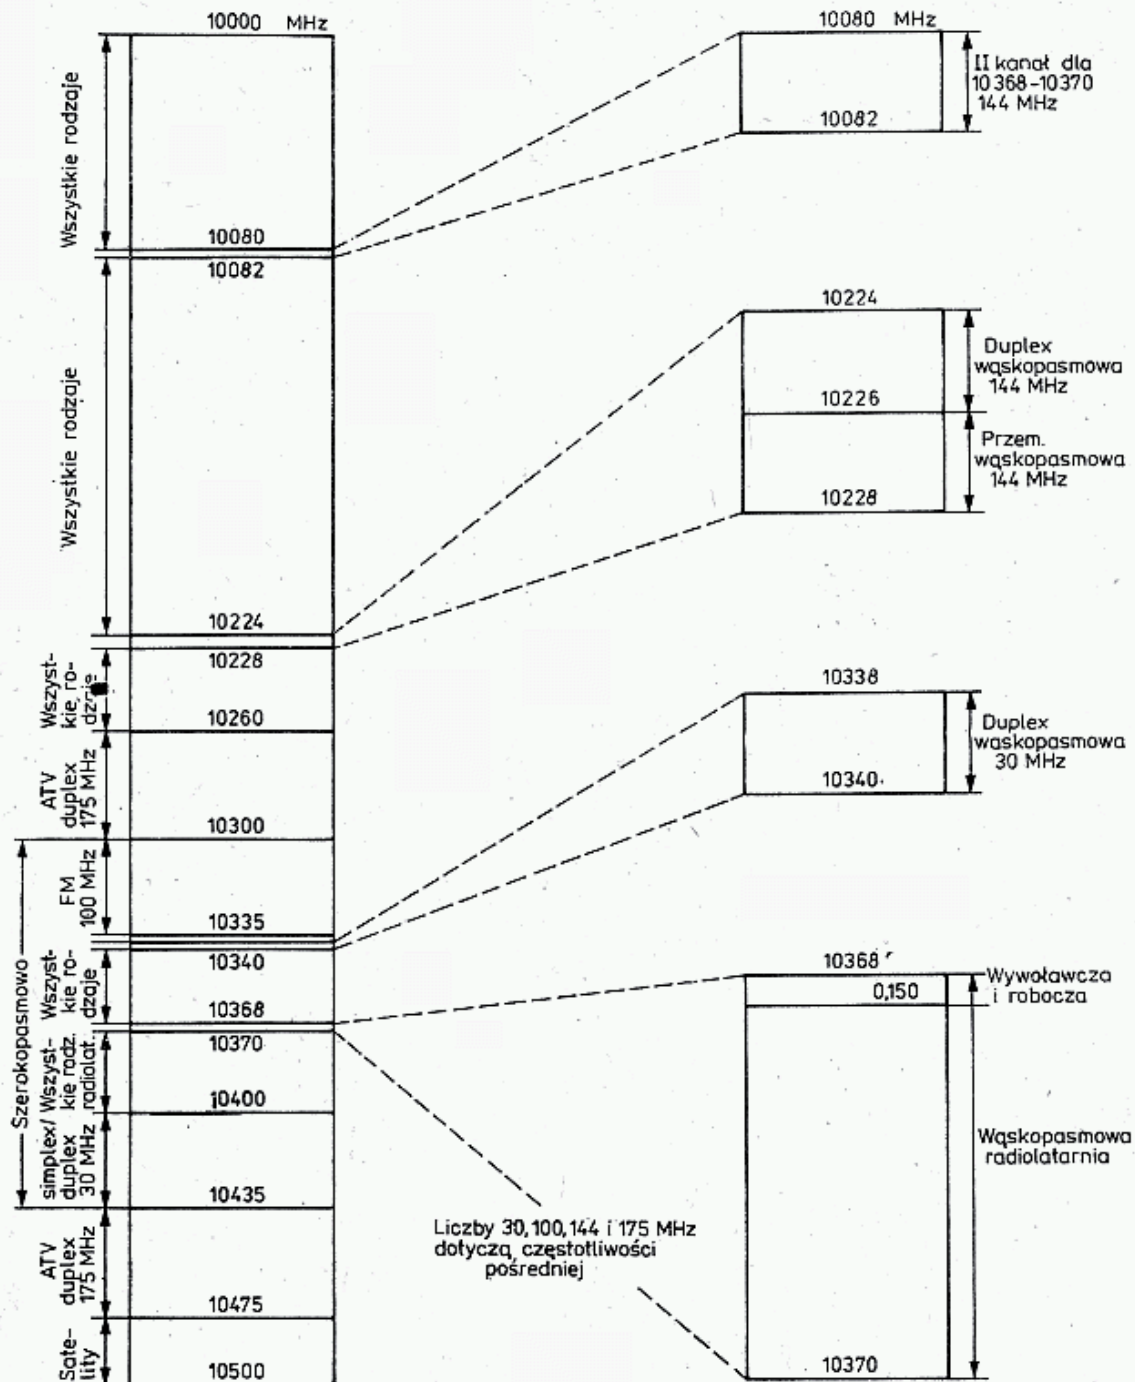 10000 MHz
Wszystkie rodzaje
10080
10082
Wszystkie rodzaje
10224
10228
Wszyst-
kie ro-
dzaje
10260
ATV
duplex
175 MHz
10300
FM
100 MHz
10335
10340
Wszyst-
kie ro-
dzaje
10368
Szerokopasmowo
10370
Wszyst-
kie rodz.
radiolat.
10400
simplex/
duplex
30 MHz
10435
ATV
duplex
175 MHz
10475
Sate-
lity
10500
10080 MHz
II kanał dla
10368-10370
144 MHz
10082
10224
Duplex
wąskopasmowa
144 MHz
10226
Przem.
wąskopasmowa
144 MHz
10228
10338
Duplex
wąskopasmowa
30 MHz
10340
10368
0,150
Wywoławcza
i robocza
Wąskopasmowa
radiolatarnia
10370
Liczby 30,100,144 i 175 MHz
dotyczą częstotliwości
pośredniej